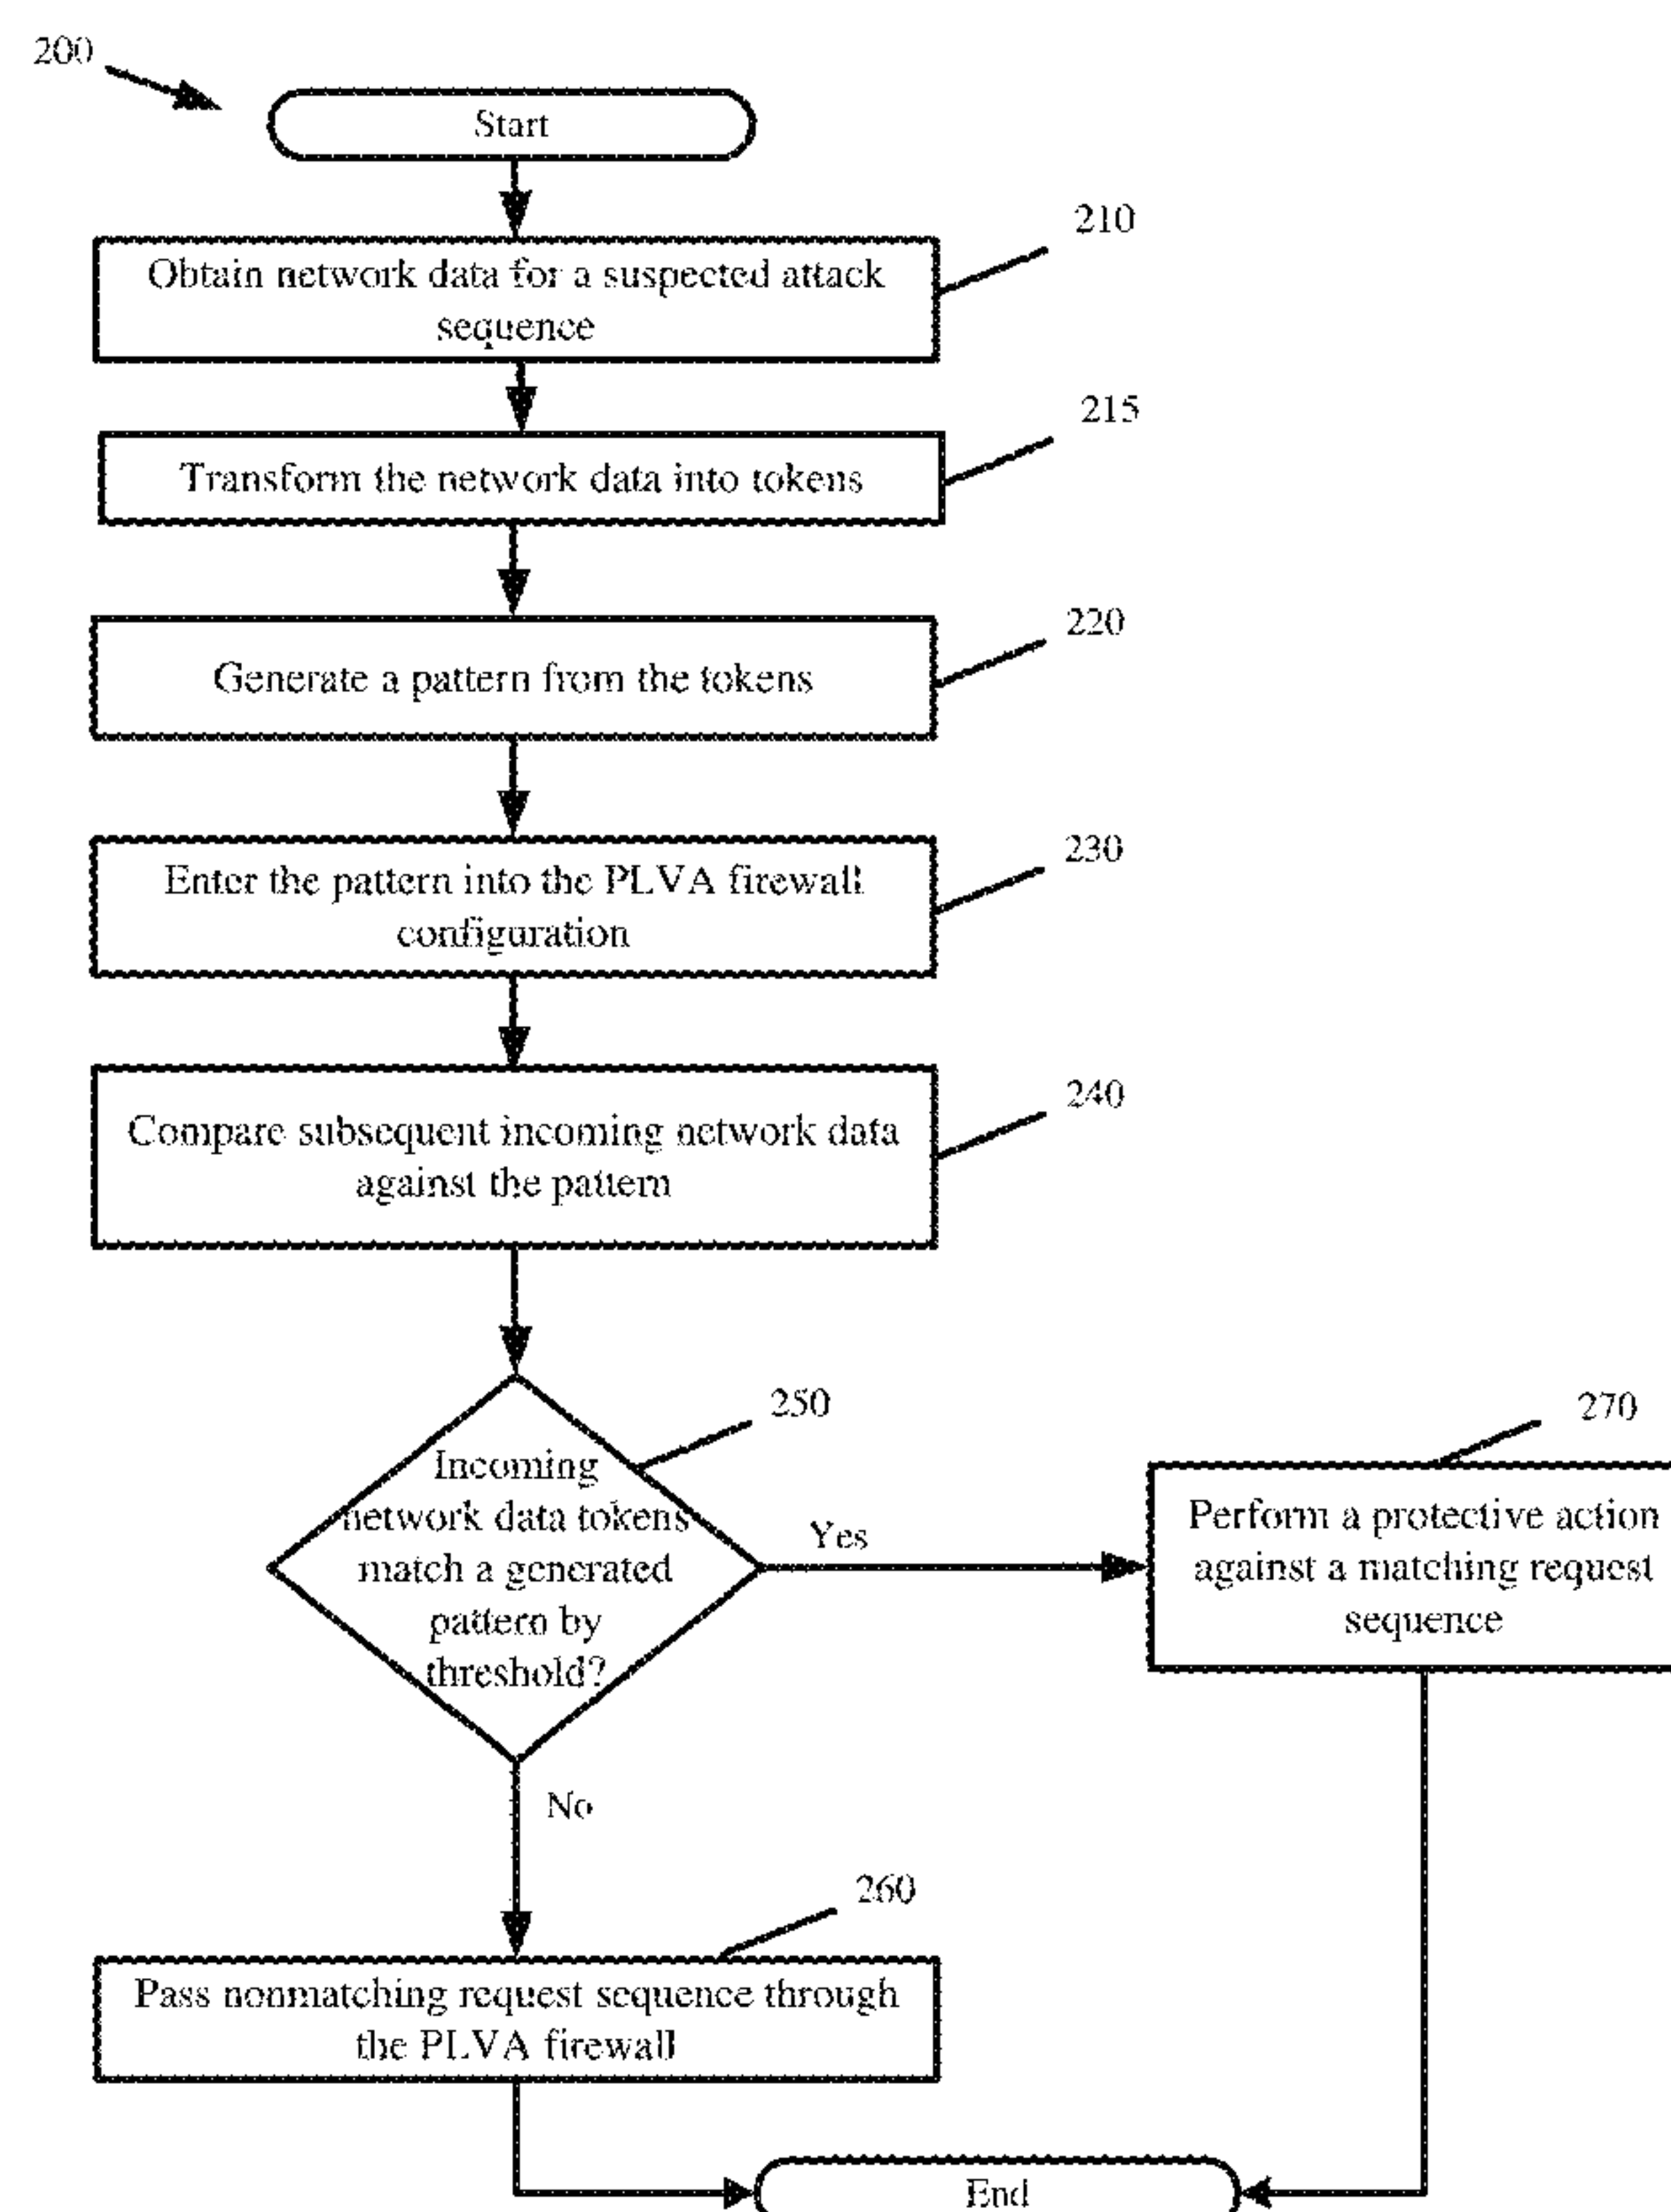 200
Start
210
Obtain network data for a suspected attack
sequence
215
Transform the network data into tokens
220
Generate a pattern from the tokens
230
Enter the pattern into the PLVA firewall
configuration
240
Compare subsequent incoming network data
against the pattern
250
Incoming
network data tokens
match a generated
pattern by
threshold?
Yes
270
Perform a protective action
against a matching request
sequence
No
260
Pass nonmatching request sequence through
the PLVA firewall
End